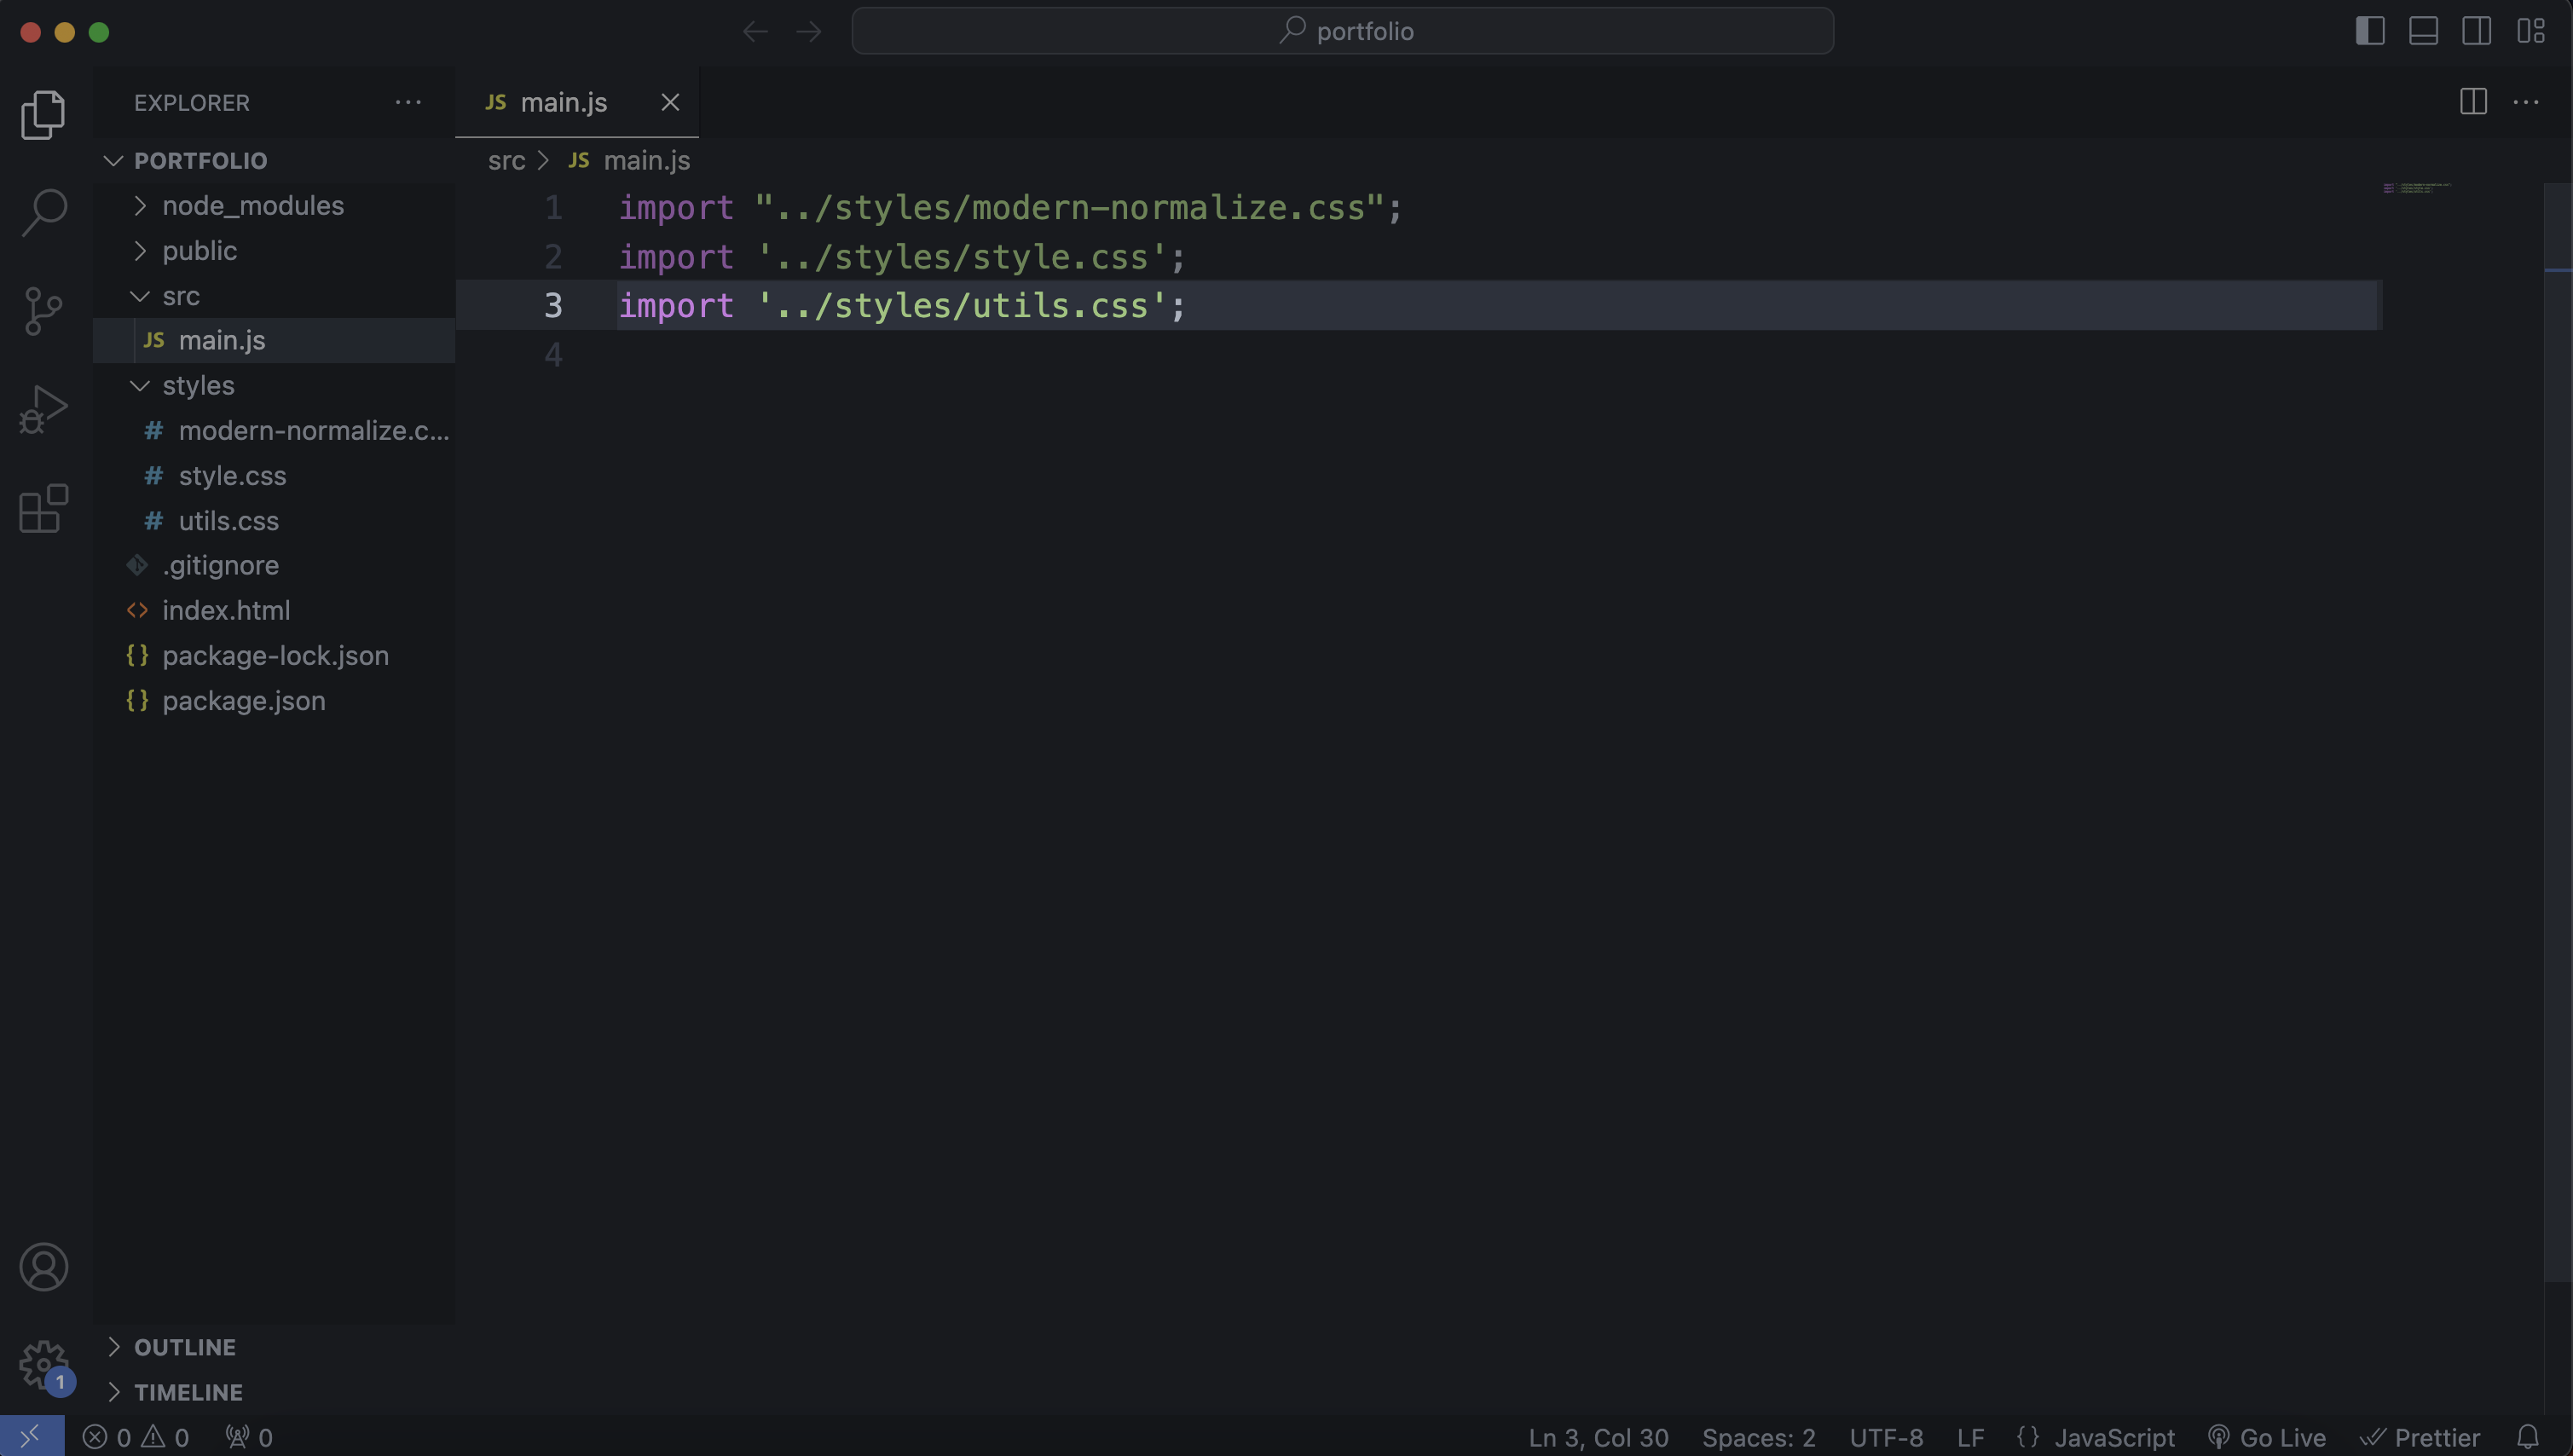 portfolio
EXPLORER
JS main.js
PORTFOLIO
src > JS main.js
node_modules
public
src
JS main.js
styles
# modern-normalize.c...
# style.css
# utils.css
.gitignore
<> index.html
{} package-lock.json
{} package.json
1 import "../styles/modern-normalize.css";
2 import '../styles/style.css';
3 import '../styles/utils.css';
4
OUTLINE
1
TIMELINE
0 0 0 Ln 3, Col 30 Spaces: 2 UTF-8 LF {} JavaScript Go Live Prettier